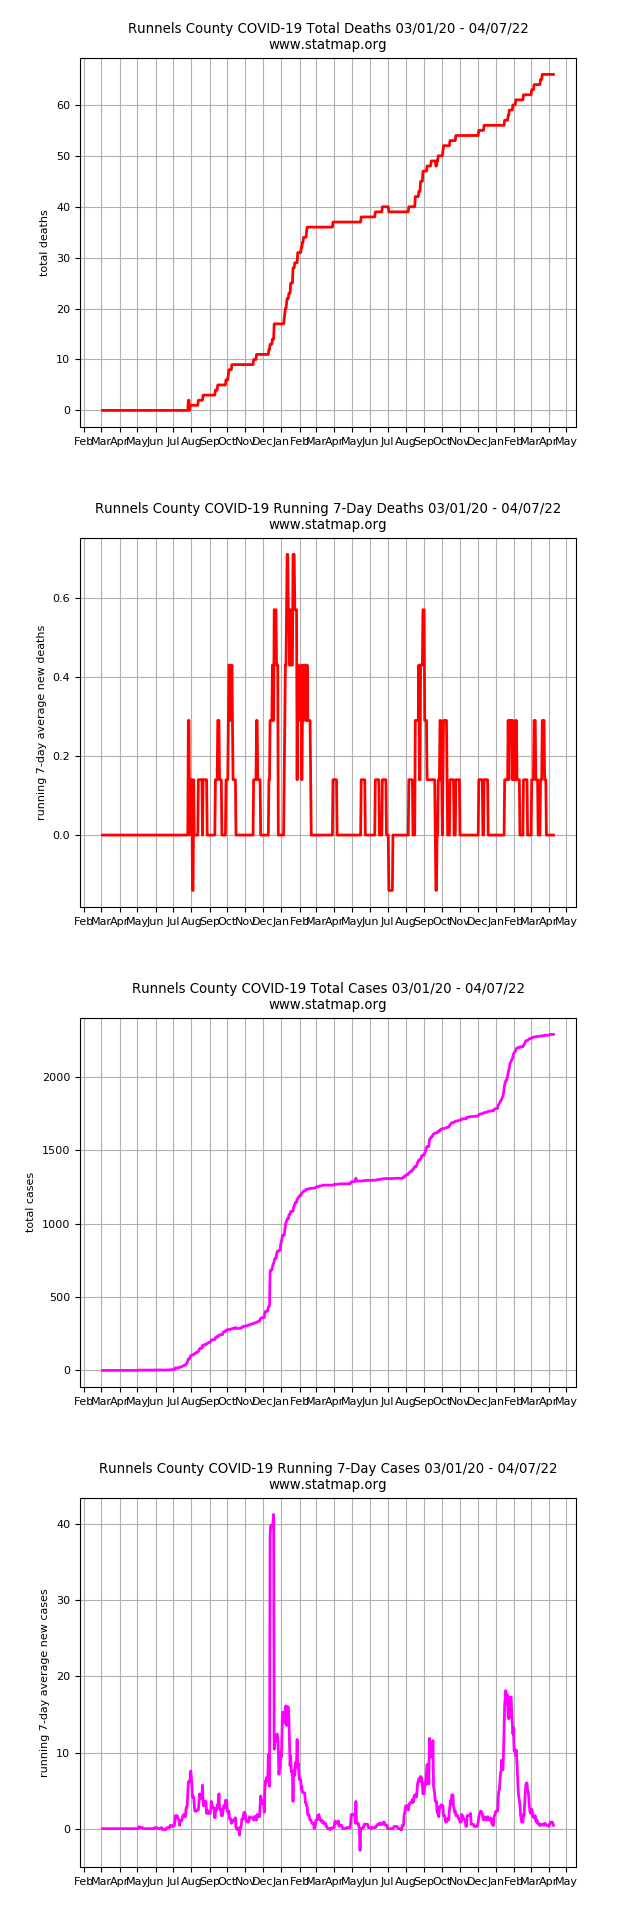 Runnels County COVID-19 Total Deaths 03/01/20 - 04/07/22
www.statmap.org
60
50
40
30
20
10
0
total deaths
Feb Mar Apr May Jun Jul Aug Sep Oct Nov Dec Jan Feb Mar Apr May Jun Jul Aug Sep Oct Nov Dec Jan Feb Mar Apr May
Runnels County COVID-19 Running 7-Day Deaths 03/01/20 - 04/07/22
www.statmap.org
0.6
0.4
0.2
0.0
running 7-day average new deaths
Feb Mar Apr May Jun Jul Aug Sep Oct Nov Dec Jan Feb Mar Apr May Jun Jul Aug Sep Oct Nov Dec Jan Feb Mar Apr May
Runnels County COVID-19 Total Cases 03/01/20 - 04/07/22
www.statmap.org
2000
1500
1000
500
0
total cases
Feb Mar Apr May Jun Jul Aug Sep Oct Nov Dec Jan Feb Mar Apr May Jun Jul Aug Sep Oct Nov Dec Jan Feb Mar Apr May
Runnels County COVID-19 Running 7-Day Cases 03/01/20 - 04/07/22
www.statmap.org
40
30
20
10
0
running 7-day average new cases
Feb Mar Apr May Jun Jul Aug Sep Oct Nov Dec Jan Feb Mar Apr May Jun Jul Aug Sep Oct Nov Dec Jan Feb Mar Apr May